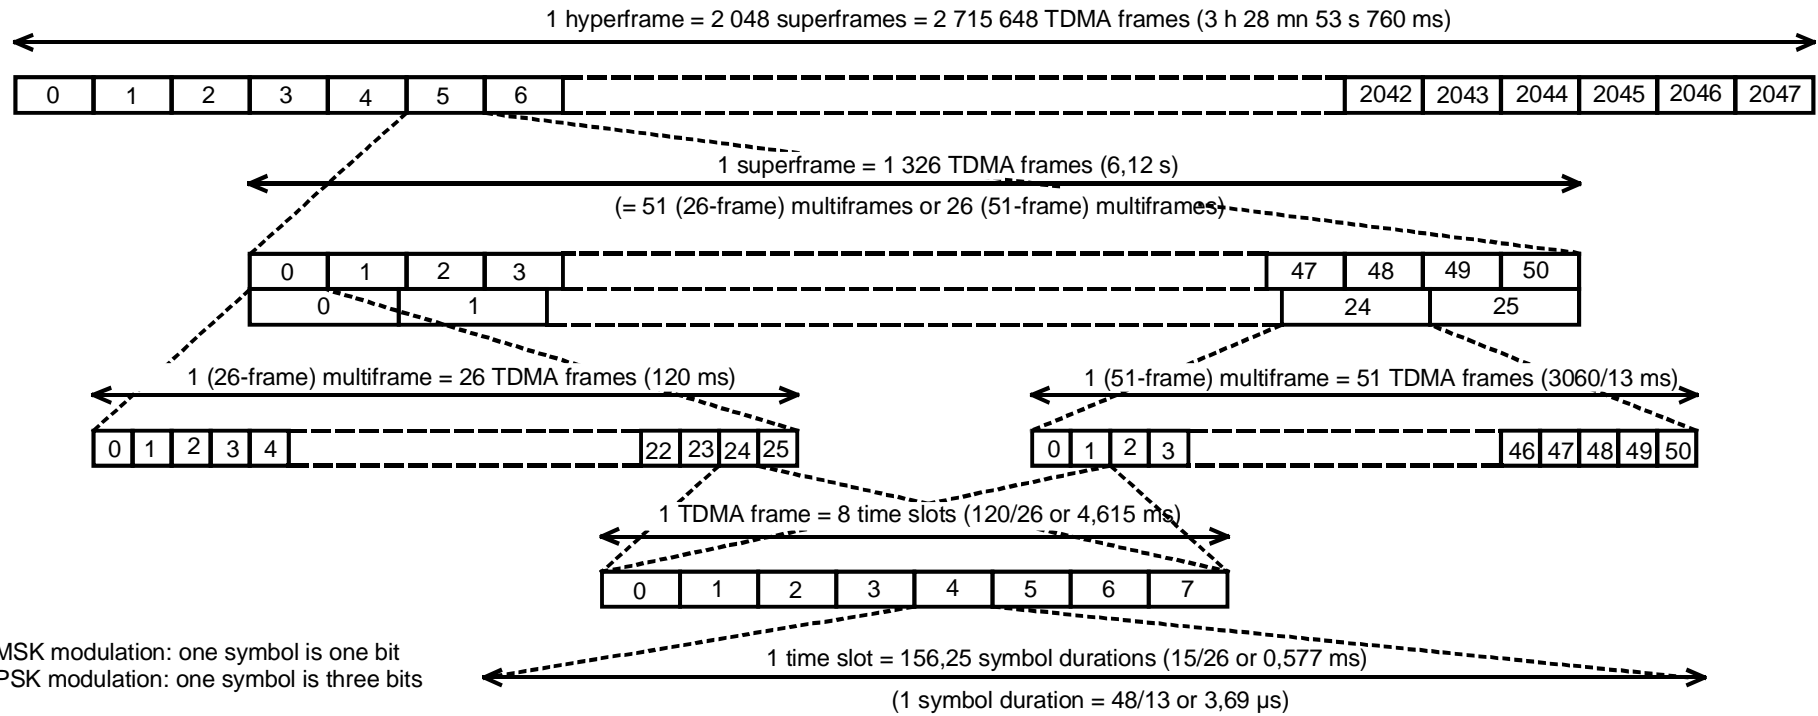 1 hyperframe = 2 048 superframes = 2 715 648 TDMA frames (3 h 28 mn 53 s 760 ms)
0 1 2 3 4 5 6 2042 2043 2044 2045 2046 2047
1 superframe = 1 326 TDMA frames (6,12 s)
(= 51 (26-frame) multiframes or 26 (51-frame) multiframes)
0 1 2 3 47 48 49 50
0 1 24 25
1 (26-frame) multiframe = 26 TDMA frames (120 ms)
1 (51-frame) multiframe = 51 TDMA frames (3060/13 ms)
0 1 2 3 4 22 23 24 25
0 1 2 3 46 47 48 49 50
1 TDMA frame = 8 time slots (120/26 or 4,615 ms)
0 1 2 3 4 5 6 7
MSK modulation: one symbol is one bit
PSK modulation: one symbol is three bits
1 time slot = 156,25 symbol durations (15/26 or 0,577 ms)
(1 symbol duration = 48/13 or 3,69 µs)